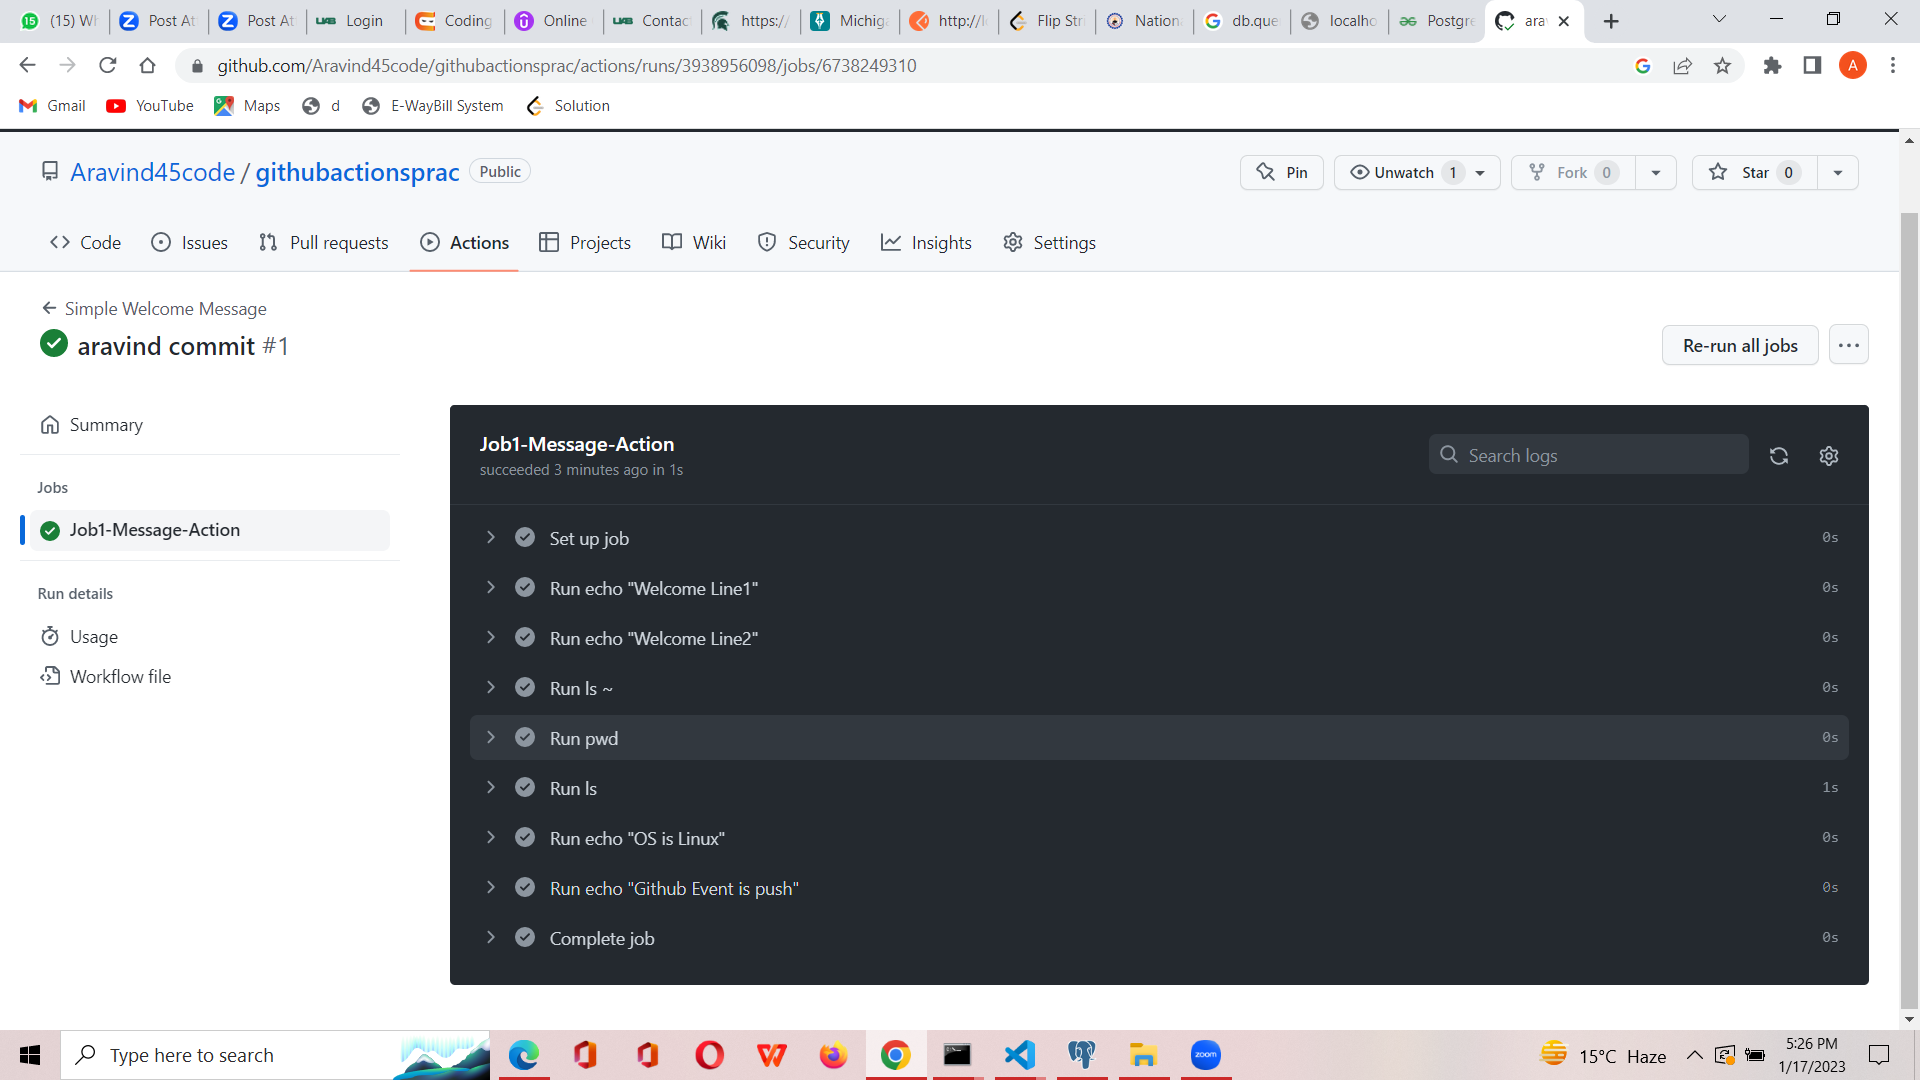 15 (15) Wh Post At Post At UAB Login Coding Online UAB Contac https:// Michig http://l Flip Stri Nation db.que localho Postgre ara
github.com/Aravind45code/githubactionsprac/actions/runs/3938956098/jobs/6738249310 A
Gmail YouTube Maps d E-WayBill System Solution
Aravind45code / githubactionsprac Public Pin Unwatch 1 Fork 0 Star 0
Code Issues Pull requests Actions Projects Wiki Security Insights Settings
Simple Welcome Message
aravind commit #1
Re-run all jobs
Summary
Jobs
Job1-Message-Action
Run details
Usage
Workflow file
Job1-Message-Action
succeeded 3 minutes ago in 1s
Search logs
Set up job 0s
Run echo "Welcome Line1" 0s
Run echo "Welcome Line2" 0s
Run ls ~ 0s
Run pwd 0s
Run ls 1s
Run echo "OS is Linux" 0s
Run echo "Github Event is push" 0s
Complete job 0s
Type here to search zoom 15°C Haze 5:26 PM
1/17/2023